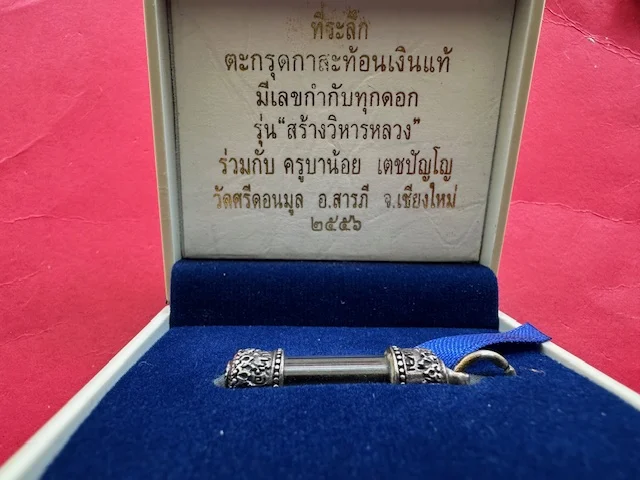 ที่ระลึก
ตะกรุดกาสะท้อนเงินแท้
มีเลขกำกับทุกดอก
รุ่น"สร้างวิหารหลวง"
ร่วมกับ ครูบาน้อย เตชปัญโญ
วัดศรีดอนมูล อ.สารภี จ.เชียงใหม่
๒๕๕๖